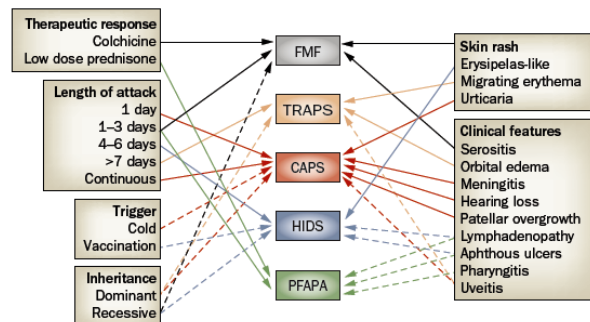 Therapeutic response
Colchicine
Low dose prednisone
Length of attack
1 day
1–3 days
4–6 days
>7 days
Continuous
Trigger
Cold
Vaccination
Inheritance
Dominant
Recessive
FMF
TRAPS
CAPS
HIDS
PFAPA
Skin rash
Erysipelas-like
Migrating erythema
Urticaria
Clinical features
Serositis
Orbital edema
Meningitis
Hearing loss
Patellar overgrowth
Lymphadenopathy
Aphthous ulcers
Pharyngitis
Uveitis